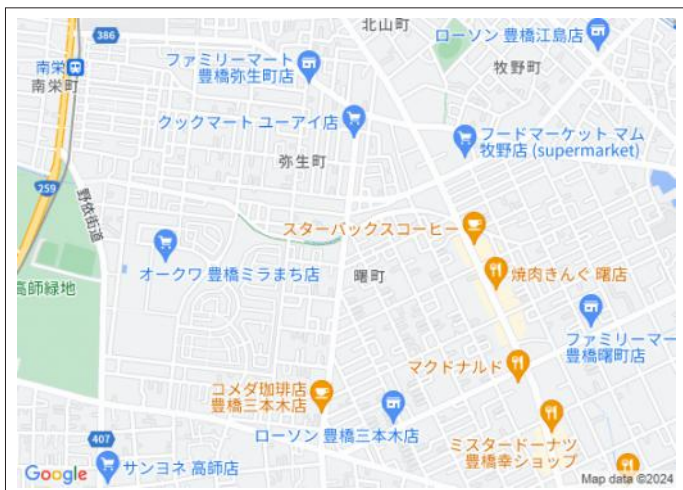 北山町
ローソン 豊橋江島店
386
ファミリーマート
豊橋弥生町店
牧野町
南栄
南栄町
クックマート ユーアイ店
フードマーケット マム
牧野店 (supermarket)
弥生町
259
野依街道
スターバックスコーヒー
オークワ 豊橋ミラまち店
曙町
焼肉きんぐ 曙店
高師緑地
ファミリーマー
豊橋曙町店
マクドナルド
コメダ珈琲店
豊橋三本木店
ローソン 豊橋三本木店
ミスタードーナツ
豊橋幸ショップ
407
サンヨネ 高師店
Google
Map data ©2024